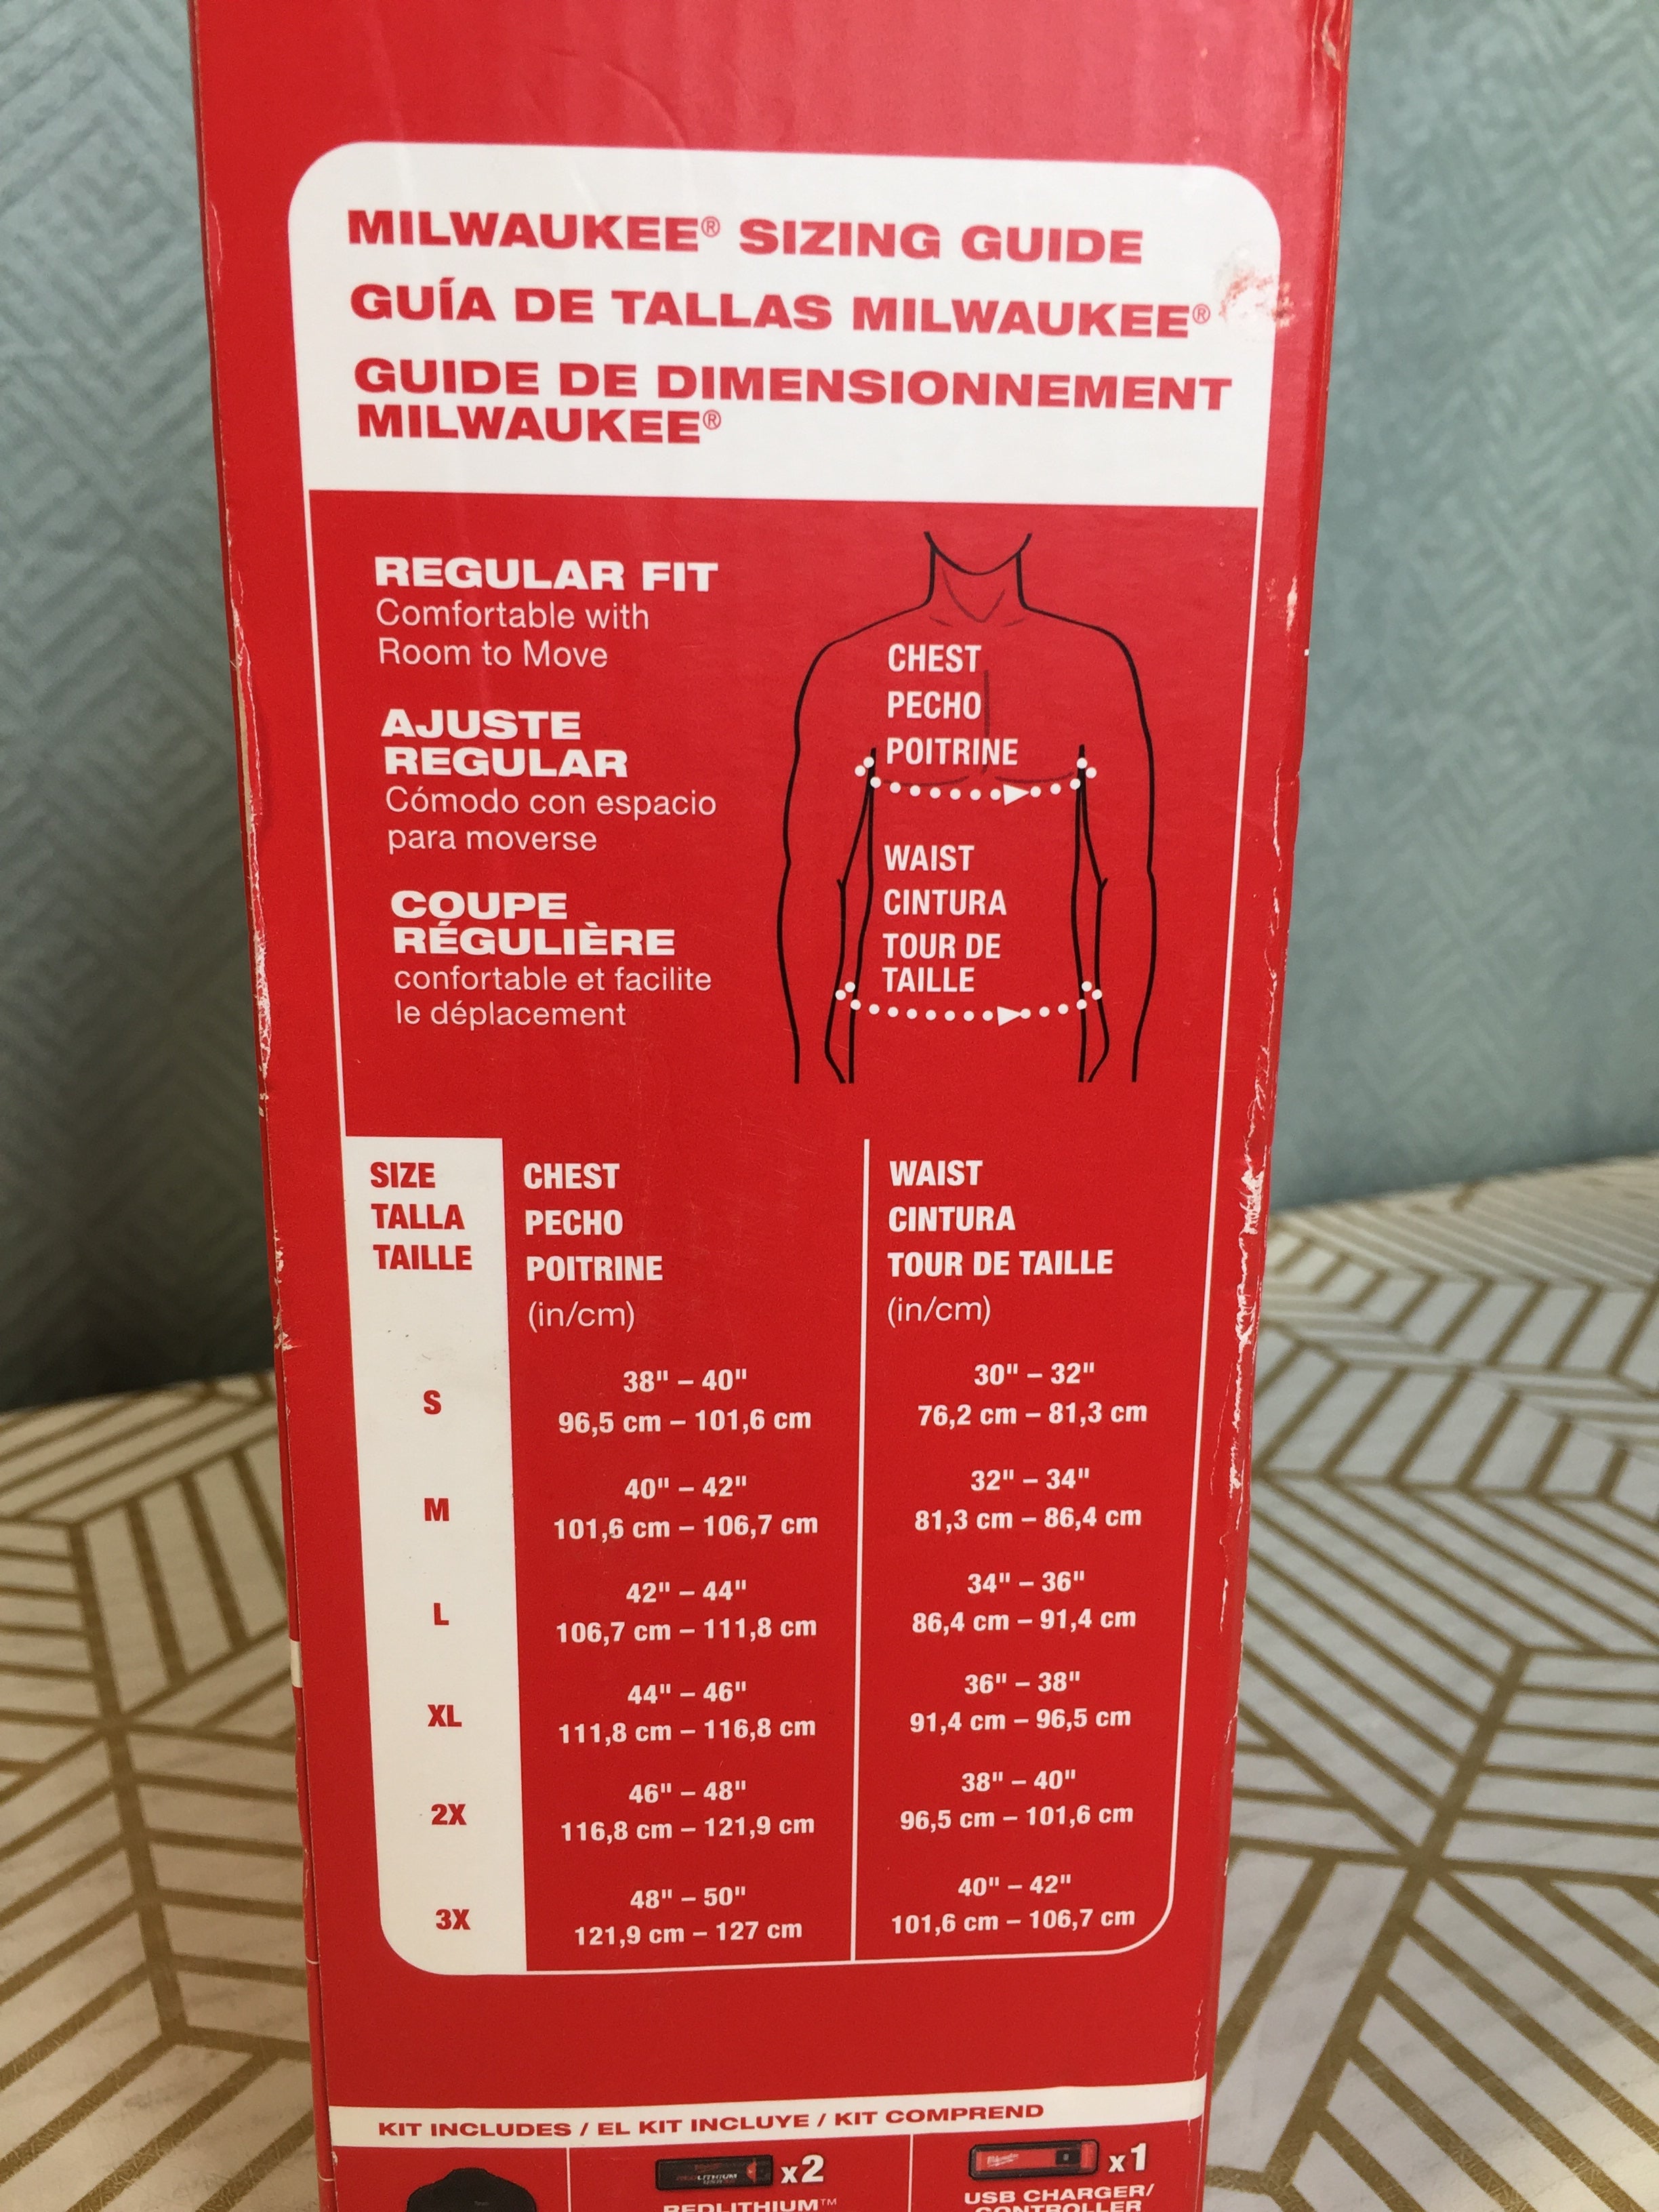 MILWAUKEE® SIZING GUIDE
GUÍA DE TALLAS MILWAUKEE®
GUIDE DE DIMENSIONNEMENT
MILWAUKEE®
REGULAR FIT
Comfortable with
Room to Move
AJUSTE
REGULAR
Cómodo con espacio
para moverse
COUPE
RÉGULIÈRE
confortable et facilite
le déplacement
CHEST
PECHO
POITRINE
WAIST
CINTURA
TOUR DE
TAILLE
SIZE
TALLA
TAILLE
CHEST
PECHO
POITRINE
(in/cm)
WAIST
CINTURA
TOUR DE TAILLE
(in/cm)
S
38" – 40"
96,5 cm – 101,6 cm
30" – 32"
76,2 cm – 81,3 cm
M
40" – 42"
101,6 cm – 106,7 cm
32" – 34"
81,3 cm – 86,4 cm
L
42" – 44"
106,7 cm – 111,8 cm
34" – 36"
86,4 cm – 91,4 cm
XL
44" – 46"
111,8 cm – 116,8 cm
36" – 38"
91,4 cm – 96,5 cm
2X
46" – 48"
116,8 cm – 121,9 cm
38" – 40"
96,5 cm – 101,6 cm
3X
48" – 50"
121,9 cm – 127 cm
40" – 42"
101,6 cm – 106,7 cm
KIT INCLUDES / EL KIT INCLUYE / KIT COMPREND
x2
REDLITHIUM™
x1
USB CHARGER/
CONTROLLER